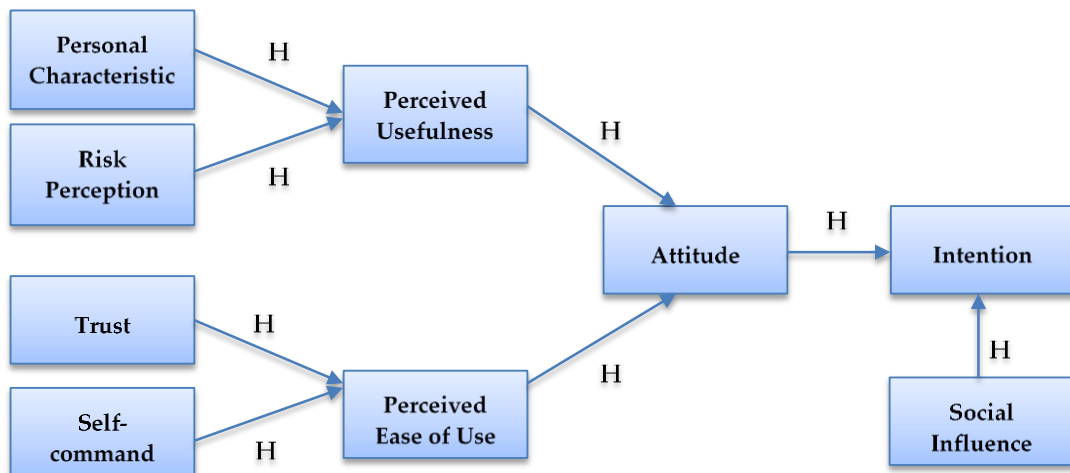 Personal
Characteristic
H
Perceived
Usefulness
H
Risk
Perception
H
Attitude
H
Intention
Trust
H
Perceived
Ease of Use
H
H
Self-
command
H
Social
Influence